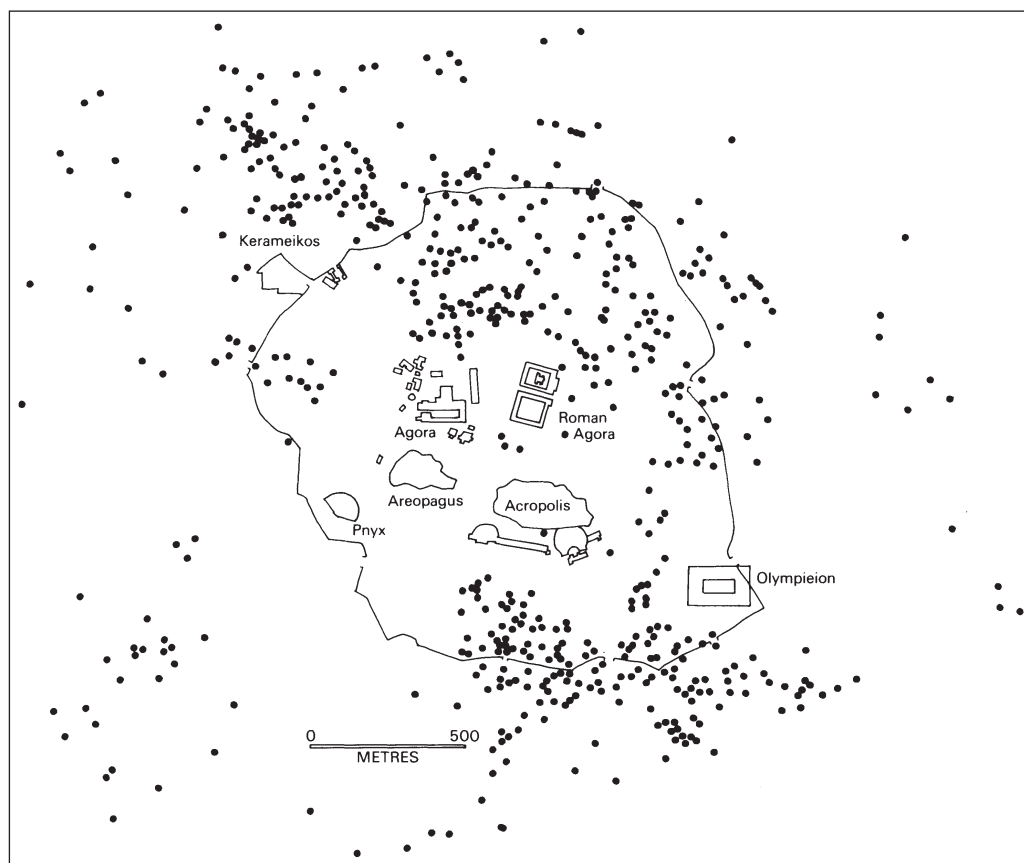 Kerameikos
Agora
Roman
Agora
Areopagus
Acropolis
Pnyx
Olympieion
0 500
METRES